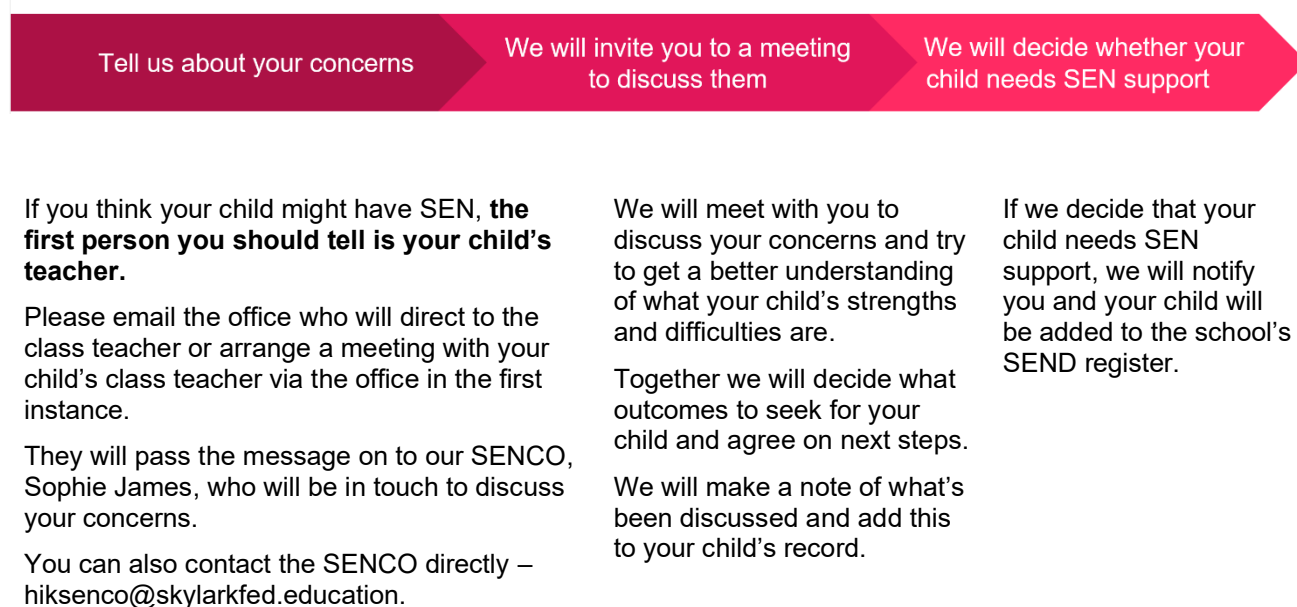 Tell us about your concerns
We will invite you to a meeting
to discuss them
We will decide whether your
child needs SEN support
If you think your child might have SEN, the
first person you should tell is your child's
teacher.
Please email the office who will direct to the
class teacher or arrange a meeting with your
child's class teacher via the office in the first
instance.
They will pass the message on to our SENCO,
Sophie James, who will be in touch to discuss
your concerns.
You can also contact the SENCO directly –
hiksenco@skylarkfed.education.
We will meet with you to
discuss your concerns and try
to get a better understanding
of what your child's strengths
and difficulties are.
Together we will decide what
outcomes to seek for your
child and agree on next steps.
We will make a note of what's
been discussed and add this
to your child's record.
If we decide that your
child needs SEN
support, we will notify
you and your child will
be added to the school's
SEND register.